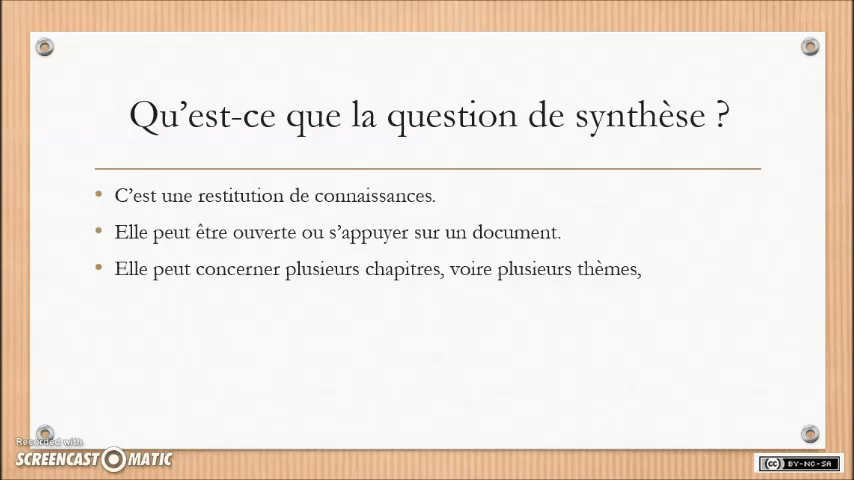 Qu’est-ce que la question de synthèse ?
• C’est une restitution de connaissances.
• Elle peut être ouverte ou s’appuyer sur un document.
• Elle peut concerner plusieurs chapitres, voire plusieurs thèmes,
Recorded with
SCREENCAST MATIC
cc BY-NC-SA